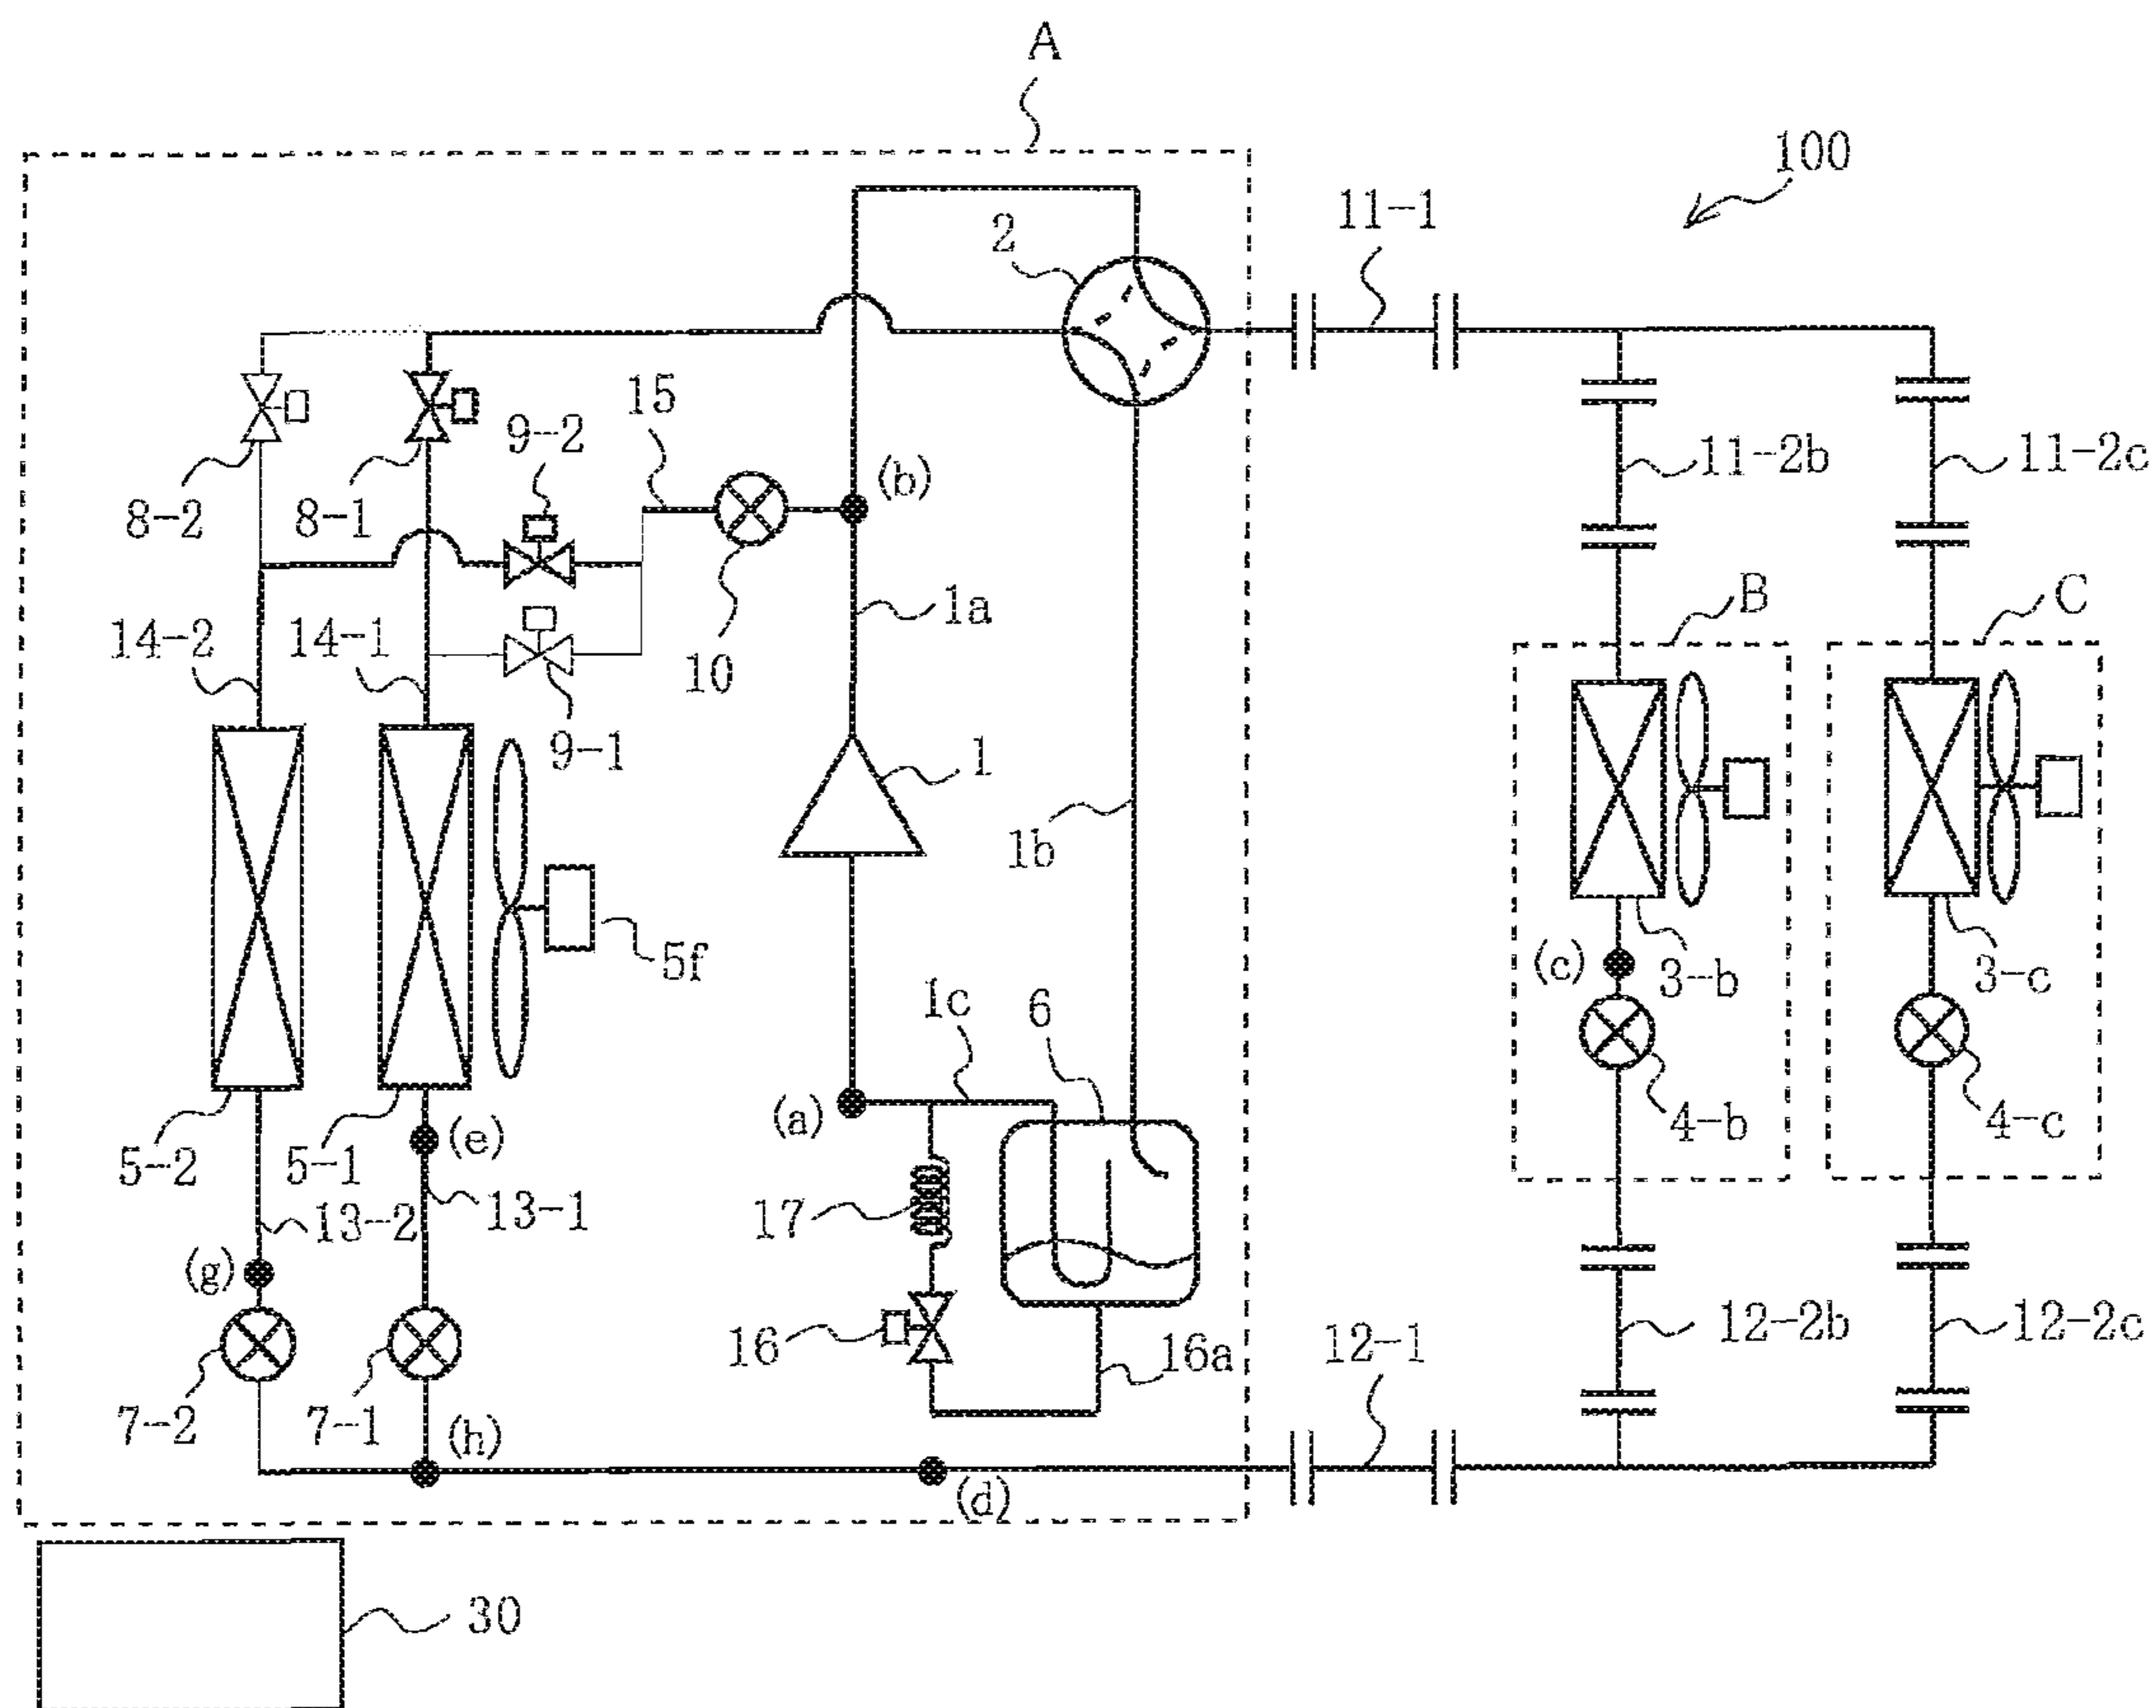 A
100
11-1
2
15
9-2
(b)
11-2b
11-2c
8-2
8-1
1a
B
C
14-2
14-1
10
9-1
1
1b
5f
(c)
3-b
3-c
1c
6
(a)
4-b
4-c
(e)
5-2
5-1
13-2
13-1
17
(g)
16
16a
12-1
12-2b
12-2c
7-2
7-1
(h)
(d)
30